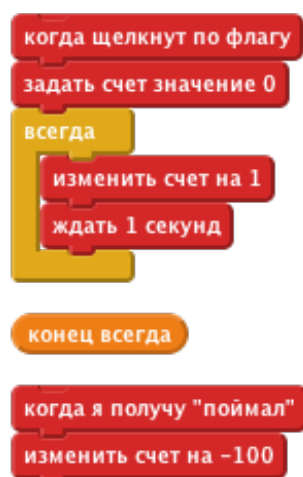 когда щелкнут по флагу
задать счет значение 0
всегда
изменить счет на 1
ждать 1 секунд
конец всегда
когда я получу "поймал"
изменить счет на -100